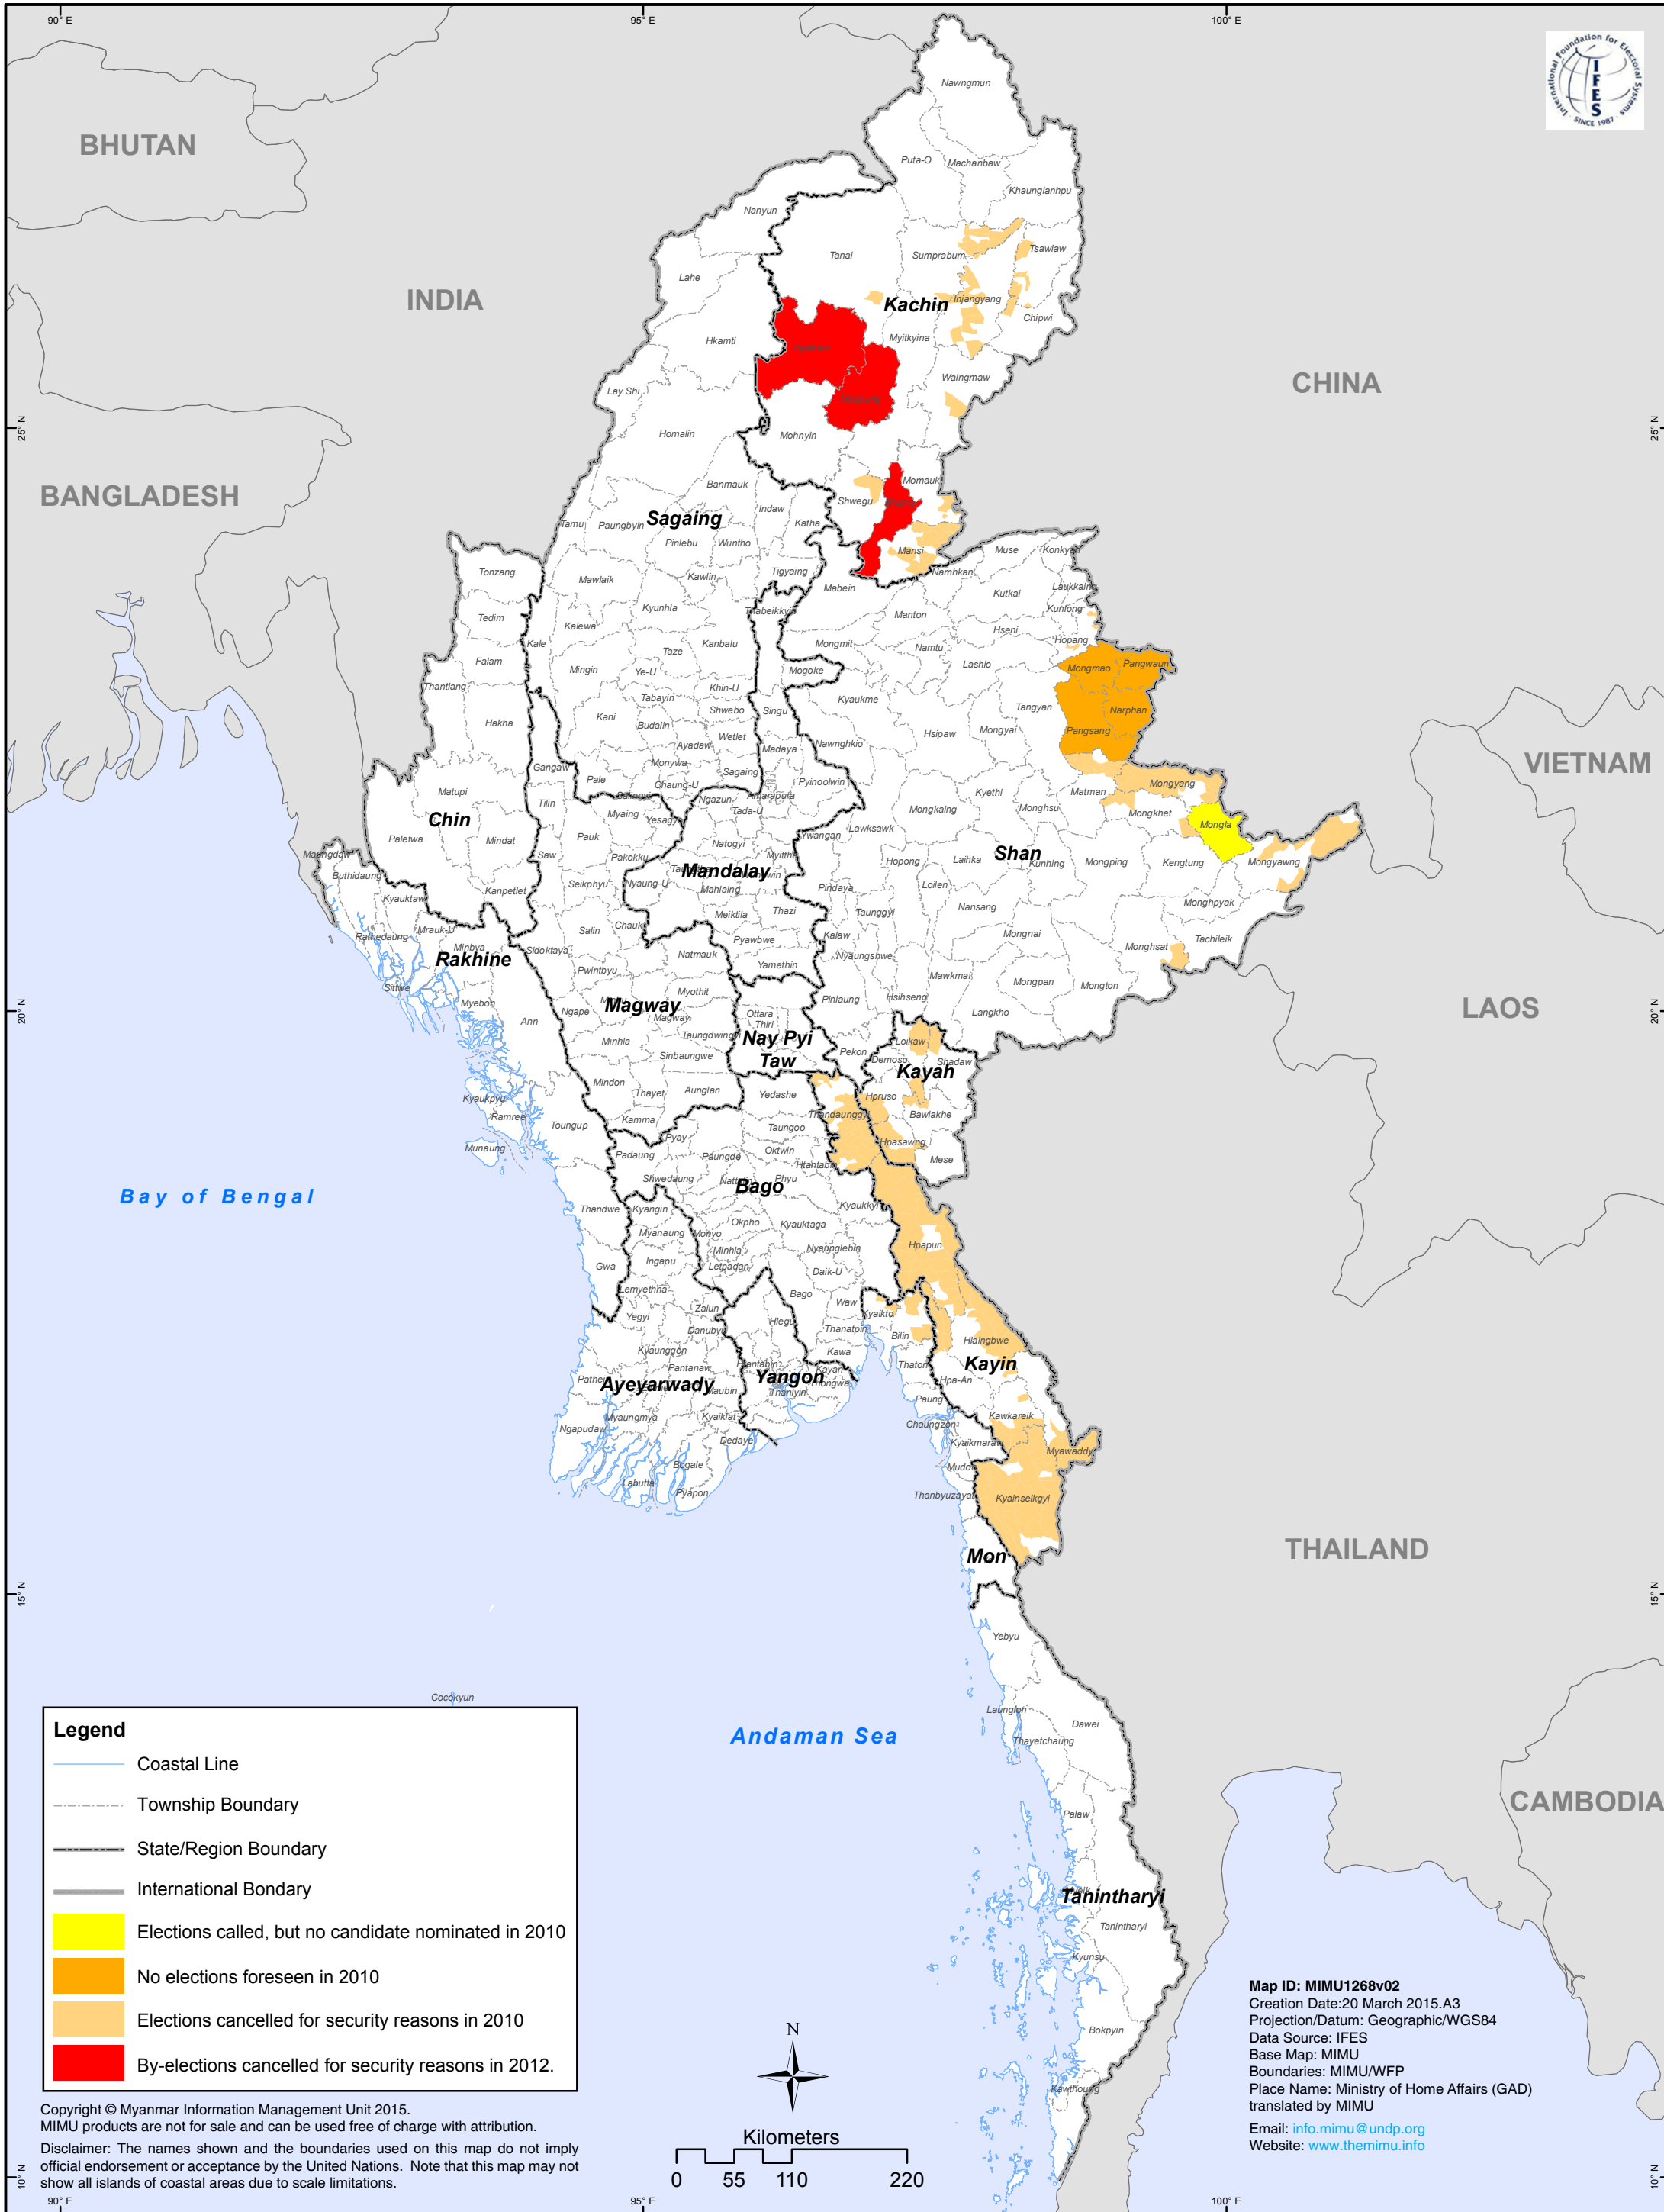 90° E
95° E
100° E
International Foundation for Electoral Systems
IFES
SINCE 1987
BHUTAN
INDIA
CHINA
BANGLADESH
VIETNAM
LAOS
THAILAND
CAMBODIA
25° N
25° N
20° N
20° N
15° N
15° N
10° N
10° N
Nawngmun
Puta-O
Machanbaw
Khaunglanhpu
Nanyun
Tanai
Sumprabum
Tsawlaw
Lahe
Kachin
Injangyang
Chipwi
Hkamti
Myitkyina
Waingmaw
Lay Shi
Homalin
Mohnyin
Banmauk
Shwegu
Momauk
Indaw
Katha
Tamu
Paungbyin
Sagaing
Pinlebu
Wuntho
Mansi
Muse
Konkyan
Namhkan
Tonzang
Mawlaik
Kawlin
Tigyaing
Mabein
Kutkai
Laukkaing
Tedim
Kyunhla
Thabeikkyin
Manton
Kunlong
Kalewa
Kale
Kanbalu
Mongmit
Hseni
Hopang
Taze
Namtu
Falam
Mingin
Ye-U
Mogoke
Lashio
Mongmao
Pangwaun
Thantlang
Khin-U
Tabayin
Kyaukme
Hakha
Kani
Shwebo
Singu
Tangyan
Narphan
Budalin
Wetlet
Hsipaw
Mongyai
Pangsang
Ayadaw
Madaya
Nawnghkio
Gangaw
Monywa
Sagaing
Pale
Chaung-U
Pyinoolwin
Mongyang
Matupi
Ngazun
Amarapura
Kyethi
Matman
Tilin
Myaing
Yesagyo
Tada-U
Mongkaing
Monghsu
Mongkhet
Mongla
Chin
Paletwa
Mindat
Pauk
Natogyi
Ywangan
Lawksawk
Saw
Pakokku
Myittha
Hopong
Laihka
Shan
Kunhing
Mongping
Kengtung
Mongyawng
Maungdaw
Buthidaung
Mandalay
Seikphyu
Nyaung-U
Mahlaing
Pindaya
Loilen
Kyauktaw
Kanpetlet
Nansang
Monghpyak
Meiktila
Thazi
Taunggyi
Rathedaung
Mrauk-U
Salin
Chauk
Minbya
Pyawbwe
Kalaw
Mongnai
Tachileik
Monghsat
Rakhine
Sidoktaya
Natmauk
Yamethin
Nyaungshwe
Pwintbyu
Mawkmai
Mongpan
Mongton
Sittwe
Myebon
Myothit
Pinlaung
Hsihseng
Ann
Ngape
Magway
Magway
Ottara
Thiri
Langkho
Taungdwingyi
Nay Pyi
Taw
Minhla
Sinbaungwe
Pekon
Loikaw
Demoso
Shadaw
Kayah
Mindon
Thayet
Aunglan
Yedashe
Hpruso
Kyaukpyu
Ramree
Toungup
Kamma
Thandaunggyi
Bawlakhe
Taungoo
Pyay
Munaung
Padaung
Oktwin
Hpasawng
Paungde
Htantabin
Mese
Shwedaung
Bago
Phyu
Bay of Bengal
Thandwe
Kyangin
Kyaukkyi
Okpho
Kyauktaga
Myanaung
Monyo
Hpapun
Minhla
Nyaunglebin
Gwa
Ingapu
Letpadan
Daik-U
Lemyethna
Bago
Waw
Zalun
Kyaikto
Yegyi
Hlegu
Danubyu
Thanatpin
Bilin
Hlaingbwe
Kyaunggon
Kawa
Kayin
Pantanaw
Htantabin
Kayan
Thaton
Yangon
Thongwa
Hpa-An
Ayeyarwady
Maubin
Thanlyin
Paung
Myaungmya
Kyaiklat
Kawkareik
Ngapudaw
Chaungzon
Dedaye
Kyaikmaraw
Myawaddy
Bogale
Mudon
Labutta
Pyapon
Thanbyuzayat
Kyainseikgyi
Mon
Yebyu
Cocokyun
Launglon
Dawei
Andaman Sea
Thayetchaung
Palaw
Tanintharyi
Tanintharyi
Kyunsu
Bokpyin
Kawthoung
Legend
Coastal Line
Township Boundary
State/Region Boundary
International Bondary
Elections called, but no candidate nominated in 2010
No elections foreseen in 2010
Elections cancelled for security reasons in 2010
By-elections cancelled for security reasons in 2012.
Copyright © Myanmar Information Management Unit 2015.
MIMU products are not for sale and can be used free of charge with attribution.
Disclaimer: The names shown and the boundaries used on this map do not imply
official endorsement or acceptance by the United Nations. Note that this map may not
show all islands of coastal areas due to scale limitations.
N
Kilometers
0 55 110 220
Map ID: MIMU1268v02
Creation Date:20 March 2015.A3
Projection/Datum: Geographic/WGS84
Data Source: IFES
Base Map: MIMU
Boundaries: MIMU/WFP
Place Name: Ministry of Home Affairs (GAD)
translated by MIMU
Email: info.mimu@undp.org
Website: www.themimu.info
90° E
95° E
100° E